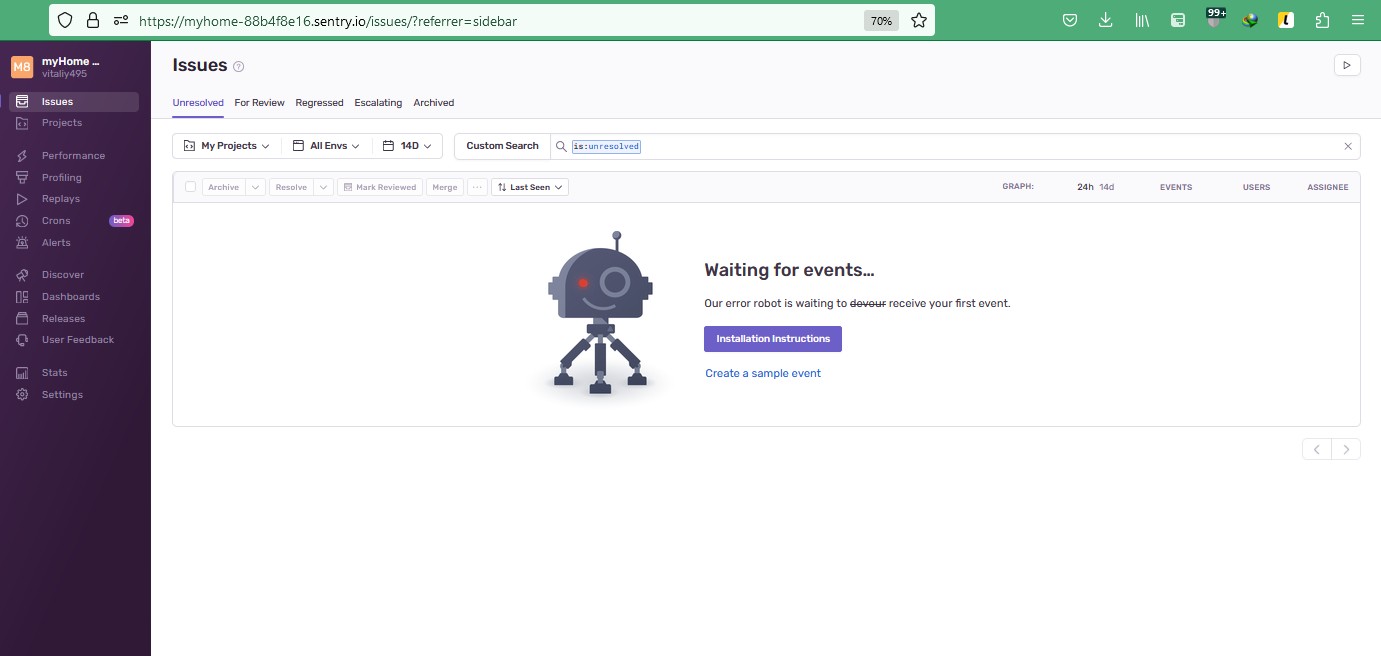 https://myhome-88b4f8e16.sentry.io/issues/?referrer=sidebar
70%
99+
M8
myHome ...
vitaliy495
Issues
Projects
Performance
Profiling
Replays
Crons beta
Alerts
Discover
Dashboards
Releases
User Feedback
Stats
Settings
Issues ?
Unresolved For Review Regressed Escalating Archived
My Projects All Envs 14D Custom Search is:unresolved
Archive Resolve Mark Reviewed Merge ... Last Seen GRAPH: 24h 14d EVENTS USERS ASSIGNEE
Waiting for events…
Our error robot is waiting to devour receive your first event.
Installation Instructions
Create a sample event